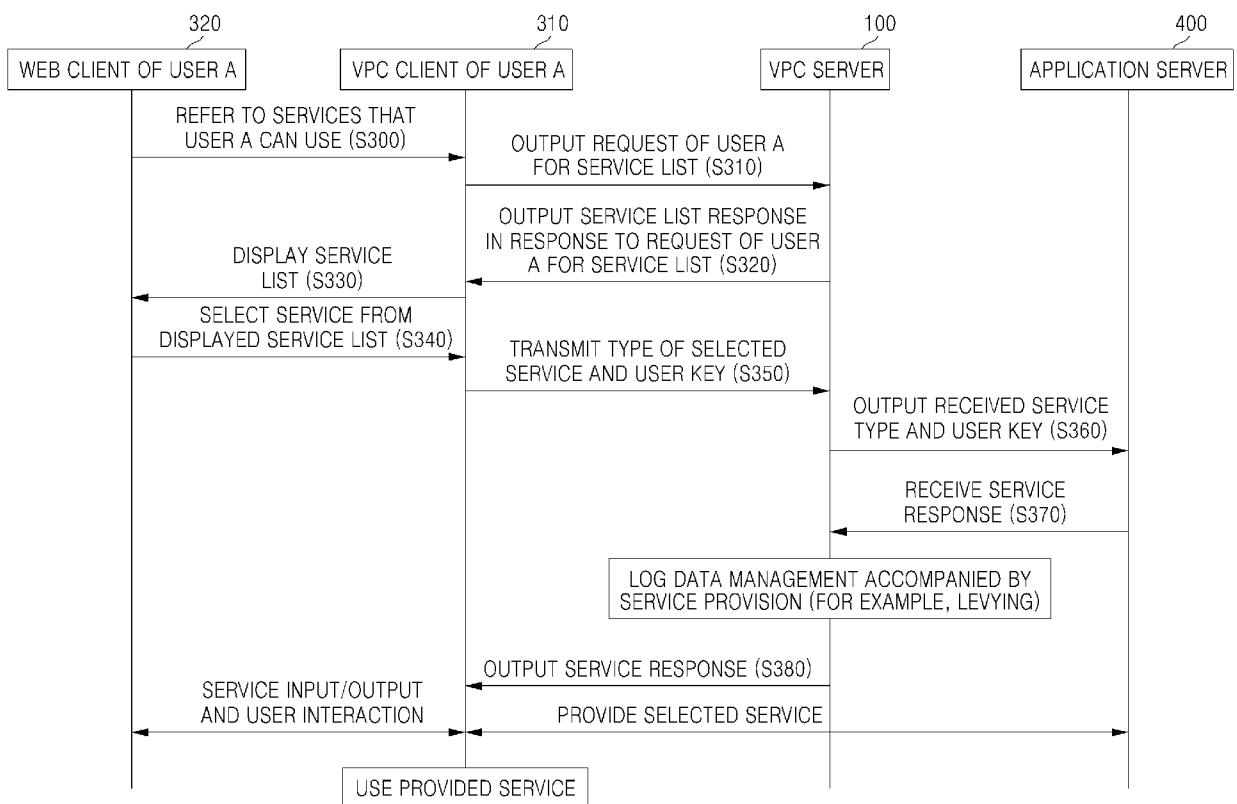 320
310
100
400
WEB CLIENT OF USER A
VPC CLIENT OF USER A
VPC SERVER
APPLICATION SERVER
REFER TO SERVICES THAT
USER A CAN USE (S300)
OUTPUT REQUEST OF USER A
FOR SERVICE LIST (S310)
OUTPUT SERVICE LIST RESPONSE
IN RESPONSE TO REQUEST OF USER
A FOR SERVICE LIST (S320)
DISPLAY SERVICE
LIST (S330)
SELECT SERVICE FROM
DISPLAYED SERVICE LIST (S340)
TRANSMIT TYPE OF SELECTED
SERVICE AND USER KEY (S350)
OUTPUT RECEIVED SERVICE
TYPE AND USER KEY (S360)
RECEIVE SERVICE
RESPONSE (S370)
LOG DATA MANAGEMENT ACCOMPANIED BY
SERVICE PROVISION (FOR EXAMPLE, LEVYING)
OUTPUT SERVICE RESPONSE (S380)
SERVICE INPUT/OUTPUT
AND USER INTERACTION
PROVIDE SELECTED SERVICE
USE PROVIDED SERVICE